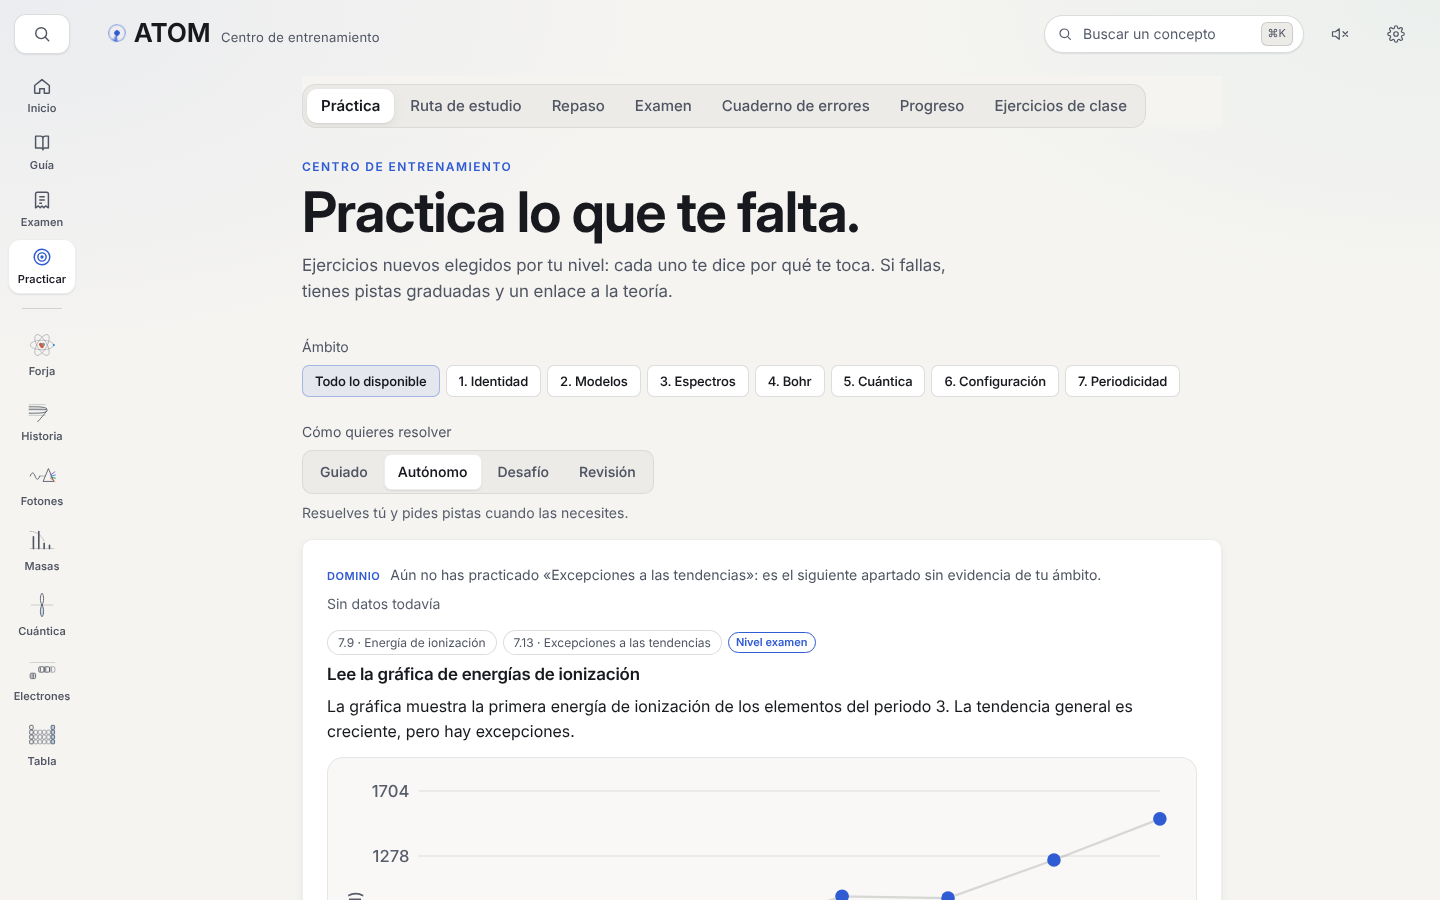 ATOM Centro de entrenamiento
Buscar un concepto ⌘K
Inicio
Guía
Examen
Practicar
Forja
Historia
Fotones
Masas
Cuántica
Electrones
Tabla
Práctica Ruta de estudio Repaso Examen Cuaderno de errores Progreso Ejercicios de clase
CENTRO DE ENTRENAMIENTO
Practica lo que te falta.
Ejercicios nuevos elegidos por tu nivel: cada uno te dice por qué te toca. Si fallas,
tienes pistas graduadas y un enlace a la teoría.
Ámbito
Todo lo disponible 1. Identidad 2. Modelos 3. Espectros 4. Bohr 5. Cuántica 6. Configuración 7. Periodicidad
Cómo quieres resolver
Guiado Autónomo Desafío Revisión
Resuelves tú y pides pistas cuando las necesites.
DOMINIO Aún no has practicado «Excepciones a las tendencias»: es el siguiente apartado sin evidencia de tu ámbito.
Sin datos todavía
7.9 · Energía de ionización 7.13 · Excepciones a las tendencias Nivel examen
Lee la gráfica de energías de ionización
La gráfica muestra la primera energía de ionización de los elementos del periodo 3. La tendencia general es
creciente, pero hay excepciones.
1704
1278